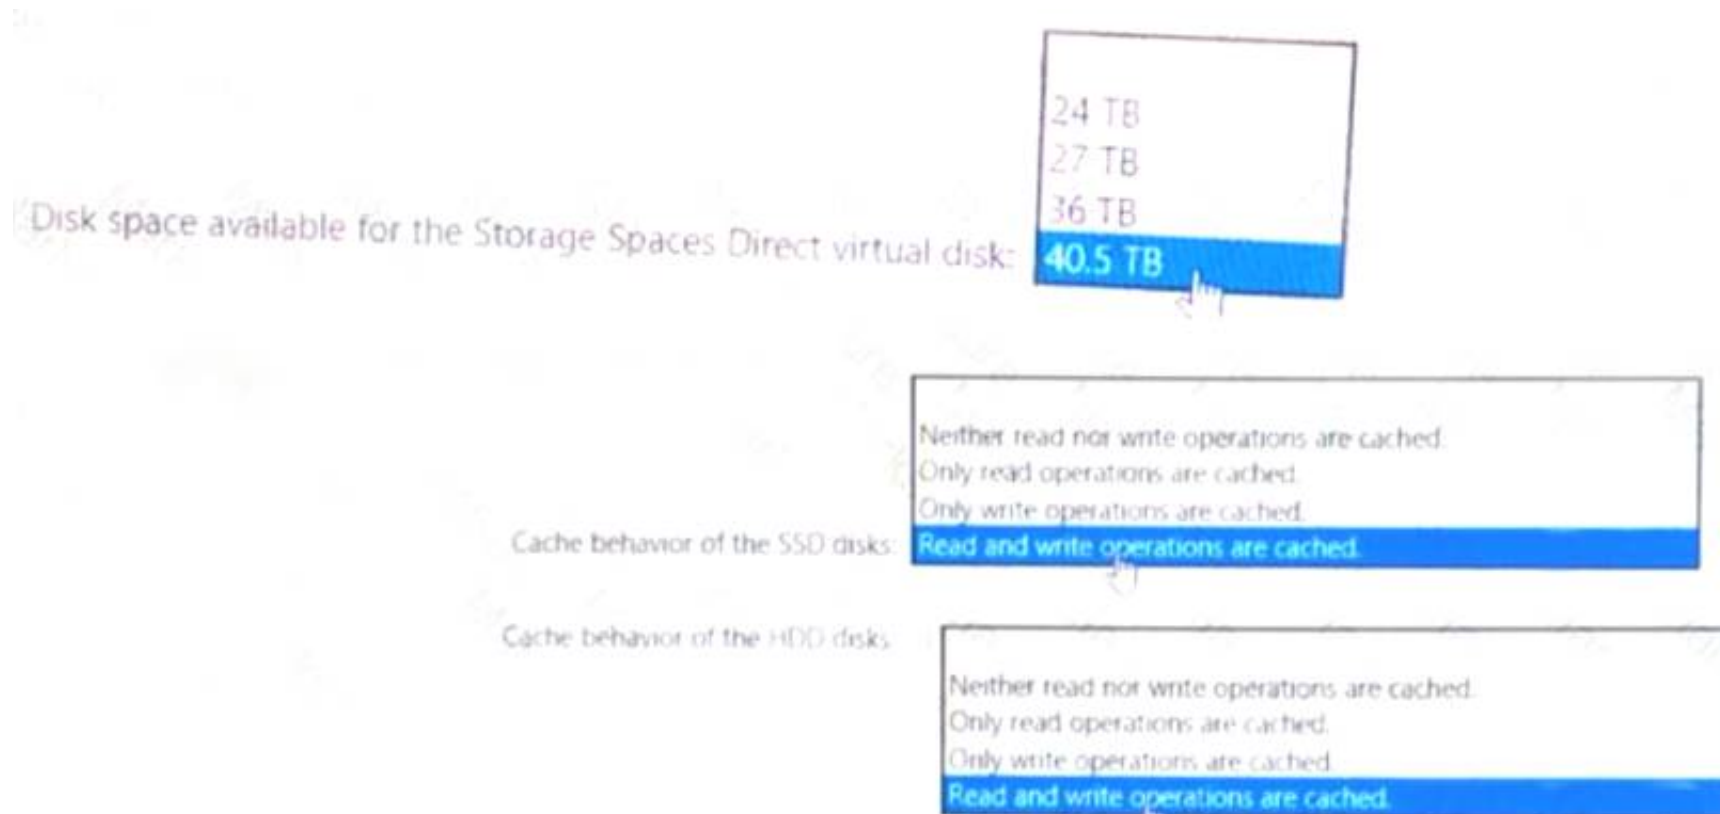 24 TB
27 TB
36 TB
Disk space available for the Storage Spaces Direct virtual disk: 40.5 TB
Neither read nor write operations are cached.
Only read operations are cached.
Only write operations are cached.
Cache behavior of the SSD disks: Read and write operations are cached.
Cache behavior of the HDD disks:
Neither read nor write operations are cached.
Only read operations are cached.
Only write operations are cached.
Read and write operations are cached.